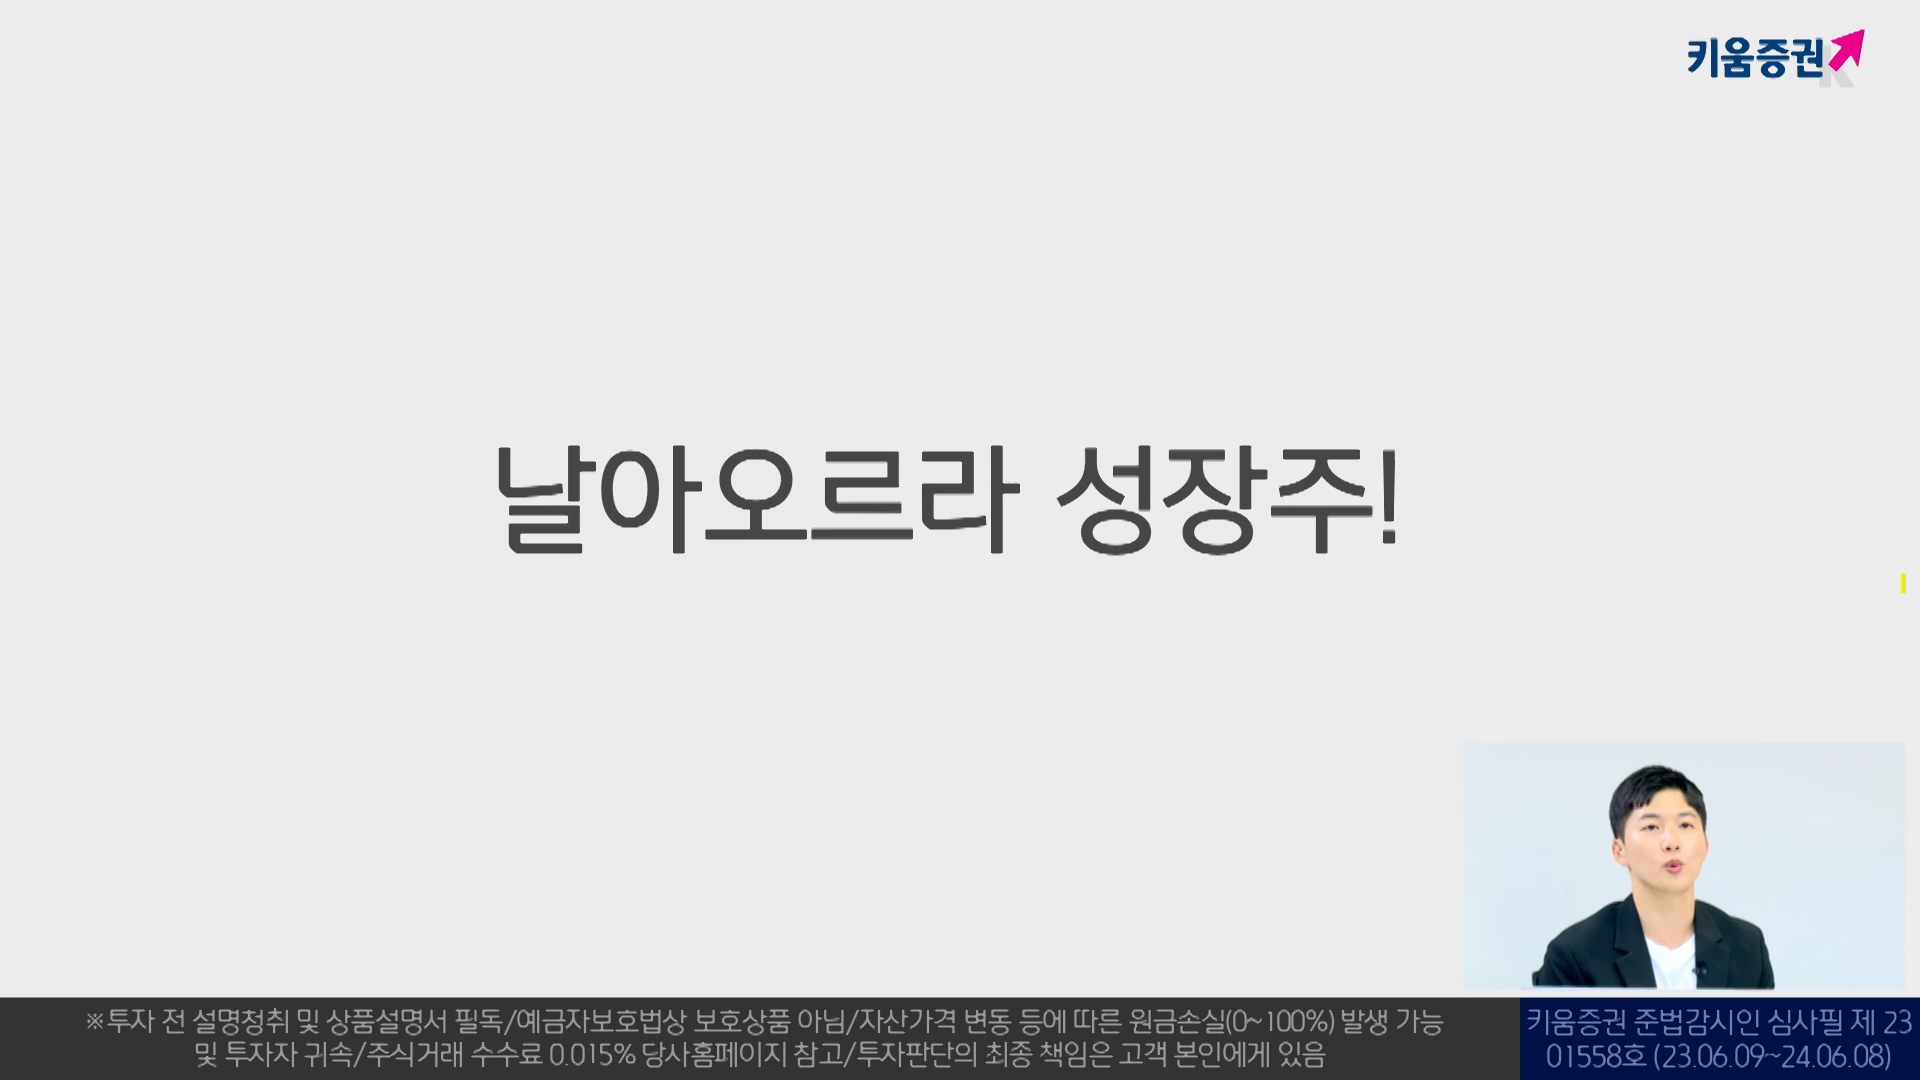 키움증권
날아오르라 성장주!
※투자 전 설명청취 및 상품설명서 필독/예금자보호법상 보호상품 아님/자산가격 변동 등에 따른 원금손실(0~100%) 발생 가능
및 투자자 귀속/주식거래 수수료 0.015% 당사홈페이지 참고/투자판단의 최종 책임은 고객 본인에게 있음
키움증권 준법감시인 심사필 제 23
01558호 (23.06.09~24.06.08)